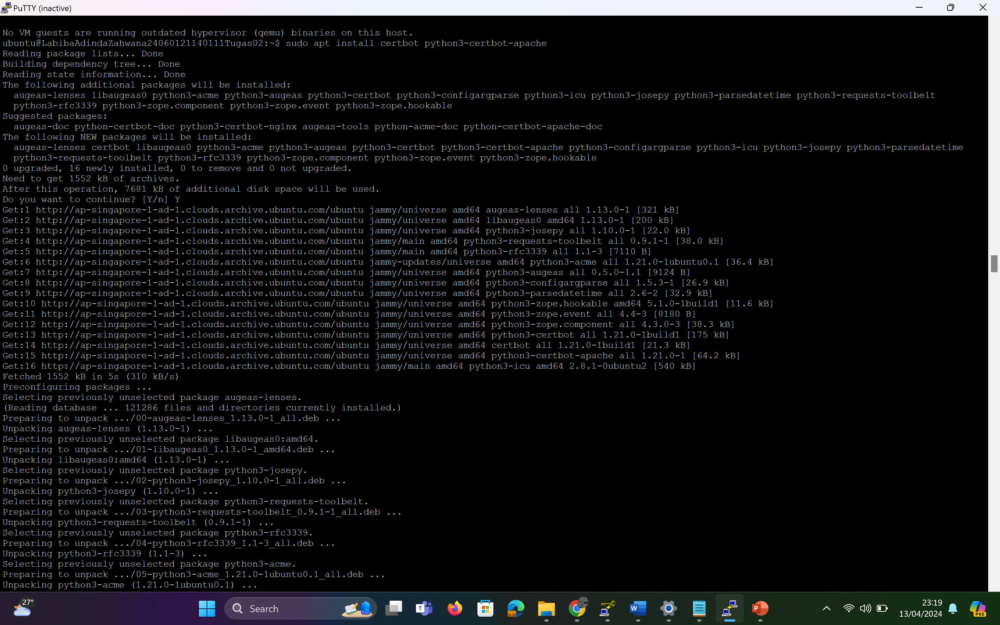 PuTTY (inactive)
No VM guests are running outdated hypervisor (qemu) binaries on this host.
ubuntu@LabibaAdindaZahwana24060121140111Tugas02:~$ sudo apt install certbot python3-certbot-apache
Reading package lists... Done
Building dependency tree... Done
Reading state information... Done
The following additional packages will be installed:
  augeas-lenses libaugeas0 python3-acme python3-augeas python3-certbot python3-configargparse python3-icu python3-josepy python3-parsedatetime python3-requests-toolbelt
  python3-rfc3339 python3-zope.component python3-zope.event python3-zope.hookable
Suggested packages:
  augeas-doc python-certbot-doc python3-certbot-nginx augeas-tools python-acme-doc python-certbot-apache-doc
The following NEW packages will be installed:
  augeas-lenses certbot libaugeas0 python3-acme python3-augeas python3-certbot python3-certbot-apache python3-configargparse python3-icu python3-josepy python3-parsedatetime
  python3-requests-toolbelt python3-rfc3339 python3-zope.component python3-zope.event python3-zope.hookable
0 upgraded, 16 newly installed, 0 to remove and 0 not upgraded.
Need to get 1552 kB of archives.
After this operation, 7681 kB of additional disk space will be used.
Do you want to continue? [Y/n] Y
Get:1 http://ap-singapore-1-ad-1.clouds.archive.ubuntu.com/ubuntu jammy/universe amd64 augeas-lenses all 1.13.0-1 [321 kB]
Get:2 http://ap-singapore-1-ad-1.clouds.archive.ubuntu.com/ubuntu jammy/universe amd64 libaugeas0 amd64 1.13.0-1 [200 kB]
Get:3 http://ap-singapore-1-ad-1.clouds.archive.ubuntu.com/ubuntu jammy/universe amd64 python3-josepy all 1.10.0-1 [22.0 kB]
Get:4 http://ap-singapore-1-ad-1.clouds.archive.ubuntu.com/ubuntu jammy/main amd64 python3-requests-toolbelt all 0.9.1-1 [38.0 kB]
Get:5 http://ap-singapore-1-ad-1.clouds.archive.ubuntu.com/ubuntu jammy/main amd64 python3-rfc3339 all 1.1-3 [7110 B]
Get:6 http://ap-singapore-1-ad-1.clouds.archive.ubuntu.com/ubuntu jammy-updates/universe amd64 python3-acme all 1.21.0-1ubuntu0.1 [36.4 kB]
Get:7 http://ap-singapore-1-ad-1.clouds.archive.ubuntu.com/ubuntu jammy/universe amd64 python3-augeas all 0.5.0-1.1 [9124 B]
Get:8 http://ap-singapore-1-ad-1.clouds.archive.ubuntu.com/ubuntu jammy/universe amd64 python3-configargparse all 1.5.3-1 [26.9 kB]
Get:9 http://ap-singapore-1-ad-1.clouds.archive.ubuntu.com/ubuntu jammy/universe amd64 python3-parsedatetime all 2.6-2 [32.9 kB]
Get:10 http://ap-singapore-1-ad-1.clouds.archive.ubuntu.com/ubuntu jammy/universe amd64 python3-zope.hookable amd64 5.1.0-1build1 [11.6 kB]
Get:11 http://ap-singapore-1-ad-1.clouds.archive.ubuntu.com/ubuntu jammy/universe amd64 python3-zope.event all 4.4-3 [8180 B]
Get:12 http://ap-singapore-1-ad-1.clouds.archive.ubuntu.com/ubuntu jammy/universe amd64 python3-zope.component all 4.3.0-3 [38.3 kB]
Get:13 http://ap-singapore-1-ad-1.clouds.archive.ubuntu.com/ubuntu jammy/universe amd64 python3-certbot all 1.21.0-1build1 [175 kB]
Get:14 http://ap-singapore-1-ad-1.clouds.archive.ubuntu.com/ubuntu jammy/universe amd64 certbot all 1.21.0-1build1 [21.3 kB]
Get:15 http://ap-singapore-1-ad-1.clouds.archive.ubuntu.com/ubuntu jammy/universe amd64 python3-certbot-apache all 1.21.0-1 [64.2 kB]
Get:16 http://ap-singapore-1-ad-1.clouds.archive.ubuntu.com/ubuntu jammy/main amd64 python3-icu amd64 2.8.1-0ubuntu2 [540 kB]
Fetched 1552 kB in 5s (310 kB/s)
Preconfiguring packages ...
Selecting previously unselected package augeas-lenses.
(Reading database ... 121286 files and directories currently installed.)
Preparing to unpack .../00-augeas-lenses_1.13.0-1_all.deb ...
Unpacking augeas-lenses (1.13.0-1) ...
Selecting previously unselected package libaugeas0:amd64.
Preparing to unpack .../01-libaugeas0_1.13.0-1_amd64.deb ...
Unpacking libaugeas0:amd64 (1.13.0-1) ...
Selecting previously unselected package python3-josepy.
Preparing to unpack .../02-python3-josepy_1.10.0-1_all.deb ...
Unpacking python3-josepy (1.10.0-1) ...
Selecting previously unselected package python3-requests-toolbelt.
Preparing to unpack .../03-python3-requests-toolbelt_0.9.1-1_all.deb ...
Unpacking python3-requests-toolbelt (0.9.1-1) ...
Selecting previously unselected package python3-rfc3339.
Preparing to unpack .../04-python3-rfc3339_1.1-3_all.deb ...
Unpacking python3-rfc3339 (1.1-3) ...
Selecting previously unselected package python3-acme.
Preparing to unpack .../05-python3-acme_1.21.0-1ubuntu0.1_all.deb ...
Unpacking python3-acme (1.21.0-1ubuntu0.1) ...
27°
Search
T
W
P
23:19
13/04/2024
PRE